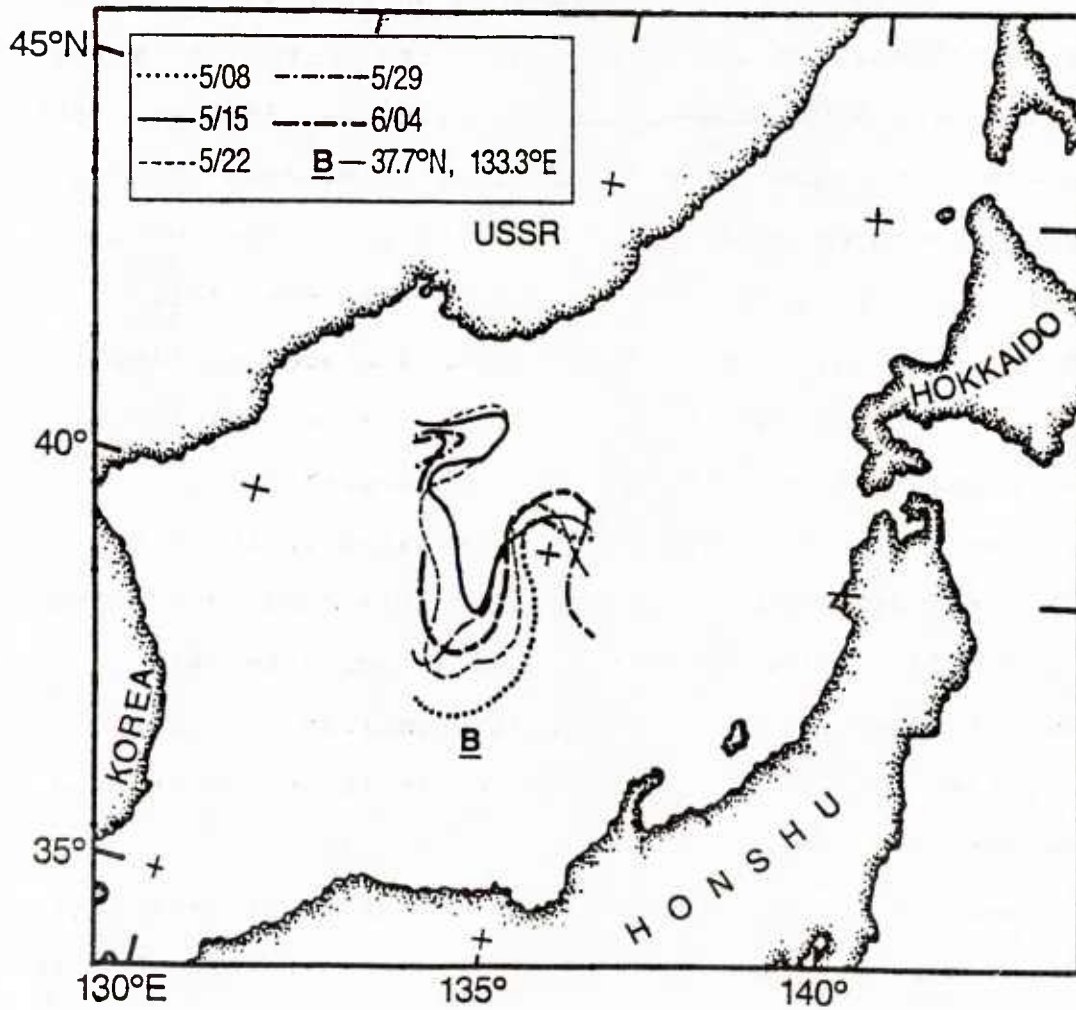 45°N
5/08 5/29
5/15 6/04
5/22 B — 37.7°N, 133.3°E
USSR
HOKKAIDO
40°
KOREA
B
HONSHU
35°
130°E 135° 140°